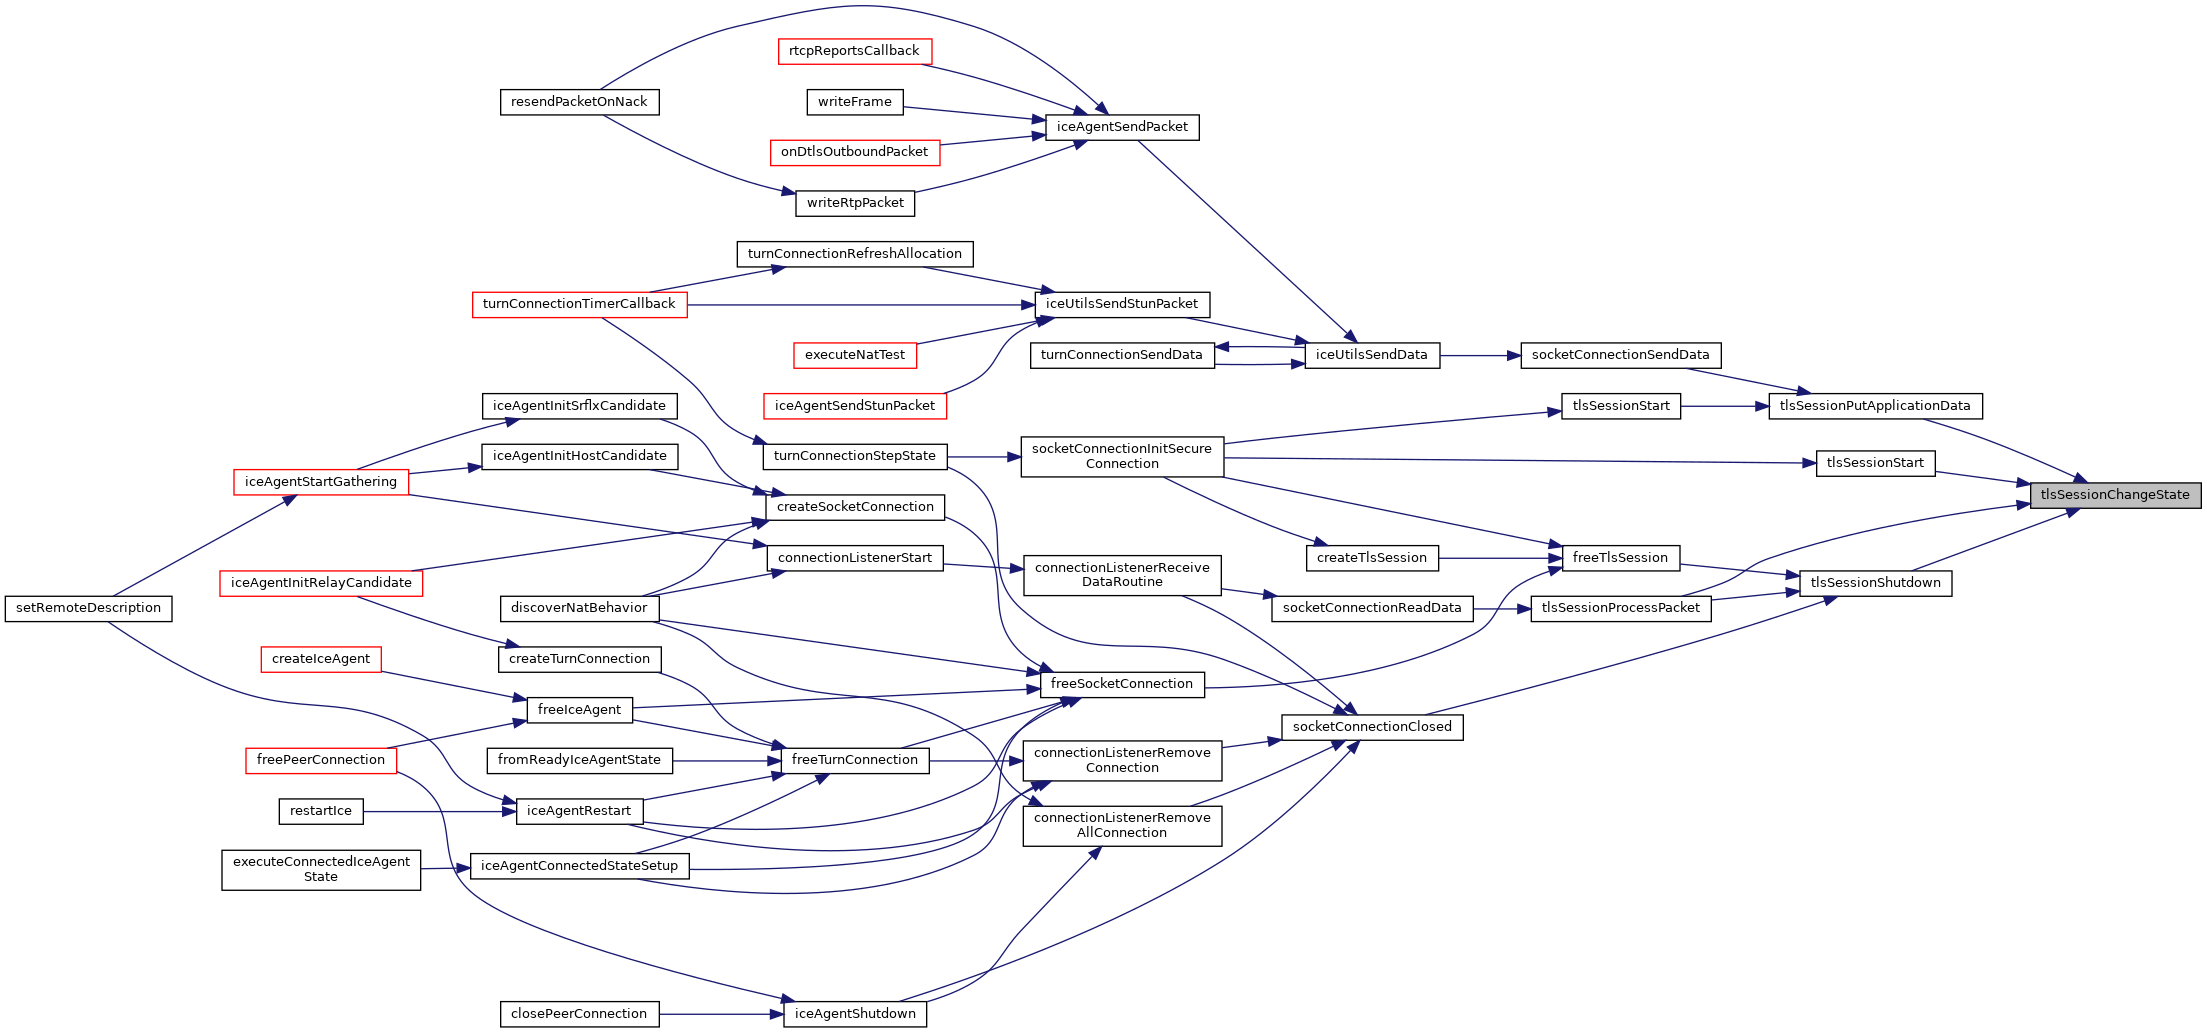 rtcpReportsCallback
resendPacketOnNack
writeFrame
iceAgentSendPacket
onDtlsOutboundPacket
writeRtpPacket
turnConnectionRefreshAllocation
turnConnectionTimerCallback
iceUtilsSendStunPacket
executeNatTest
turnConnectionSendData
iceUtilsSendData
socketConnectionSendData
iceAgentInitSrflxCandidate
iceAgentSendStunPacket
tlsSessionStart
tlsSessionPutApplicationData
iceAgentInitHostCandidate
turnConnectionStepState
socketConnectionInitSecure
Connection
tlsSessionStart
iceAgentStartGathering
createSocketConnection
tlsSessionChangeState
connectionListenerStart
createTlsSession
freeTlsSession
connectionListenerReceive
DataRoutine
iceAgentInitRelayCandidate
tlsSessionShutdown
setRemoteDescription
discoverNatBehavior
socketConnectionReadData
tlsSessionProcessPacket
createIceAgent
createTurnConnection
freeSocketConnection
freeIceAgent
socketConnectionClosed
freePeerConnection
fromReadyIceAgentState
freeTurnConnection
connectionListenerRemove
Connection
restartIce
iceAgentRestart
connectionListenerRemove
AllConnection
executeConnectedIceAgent
State
iceAgentConnectedStateSetup
closePeerConnection
iceAgentShutdown